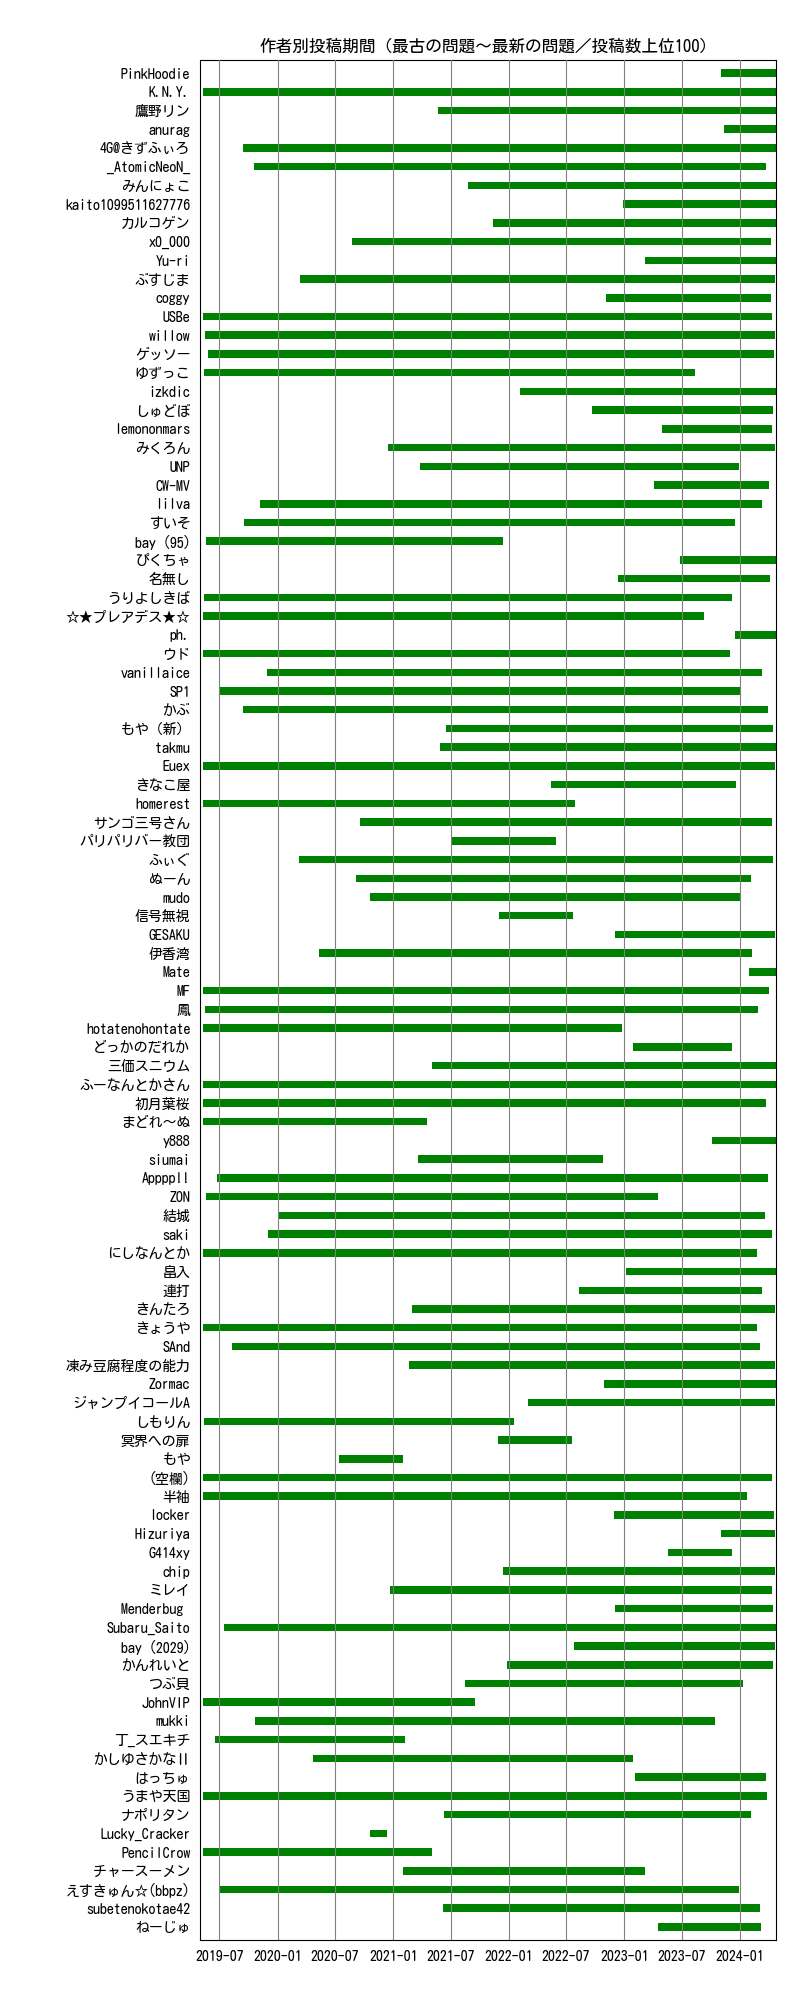 作者別投稿期間（最古の問題～最新の問題／投稿数上位100）
PinkHoodie
K.N.Y.
鷹野リン
anurag
4G@きずふぃろ
_AtomicNeoN_
みんにょこ
kaito1099511627776
カルコゲン
x0_000
Yu-ri
ぶすじま
coggy
USBe
willow
ゲッソー
ゆずっこ
izkdic
しゅどぼ
lemononmars
みくろん
UNP
CW-MV
lilva
すいそ
bay (95)
ぴくちゃ
名無し
うりよしきば
☆★プレアデス★☆
ph.
ウド
vanillaice
SP1
かぶ
もや（新）
takmu
Euex
きなこ屋
homerest
サンゴ三号さん
パリパリバー教団
ふぃぐ
ぬーん
mudo
信号無視
GESAKU
伊香湾
Mate
MF
鳳
hotatenohontate
どっかのだれか
三価スニウム
ふーなんとかさん
初月葉桜
まどれ～ぬ
y888
siumai
Appppll
ZON
結城
saki
にしなんとか
畠入
連打
きんたろ
きょうや
SAnd
凍み豆腐程度の能力
Zormac
ジャンプイコールA
しもりん
冥界への扉
もや
(空欄)
半袖
locker
Hizuriya
G414xy
chip
ミレイ
Menderbug
Subaru_Saito
bay (2029)
かんれいと
つぶ貝
JohnVIP
mukki
丁_スエキチ
かしゆさかなⅡ
はっちゅ
うまや天国
ナポリタン
Lucky_Cracker
PencilCrow
チャースーメン
えすきゅん☆(bbpz)
subetenokotae42
ねーじゅ
2019-07 2020-01 2020-07 2021-01 2021-07 2022-01 2022-07 2023-01 2023-07 2024-01